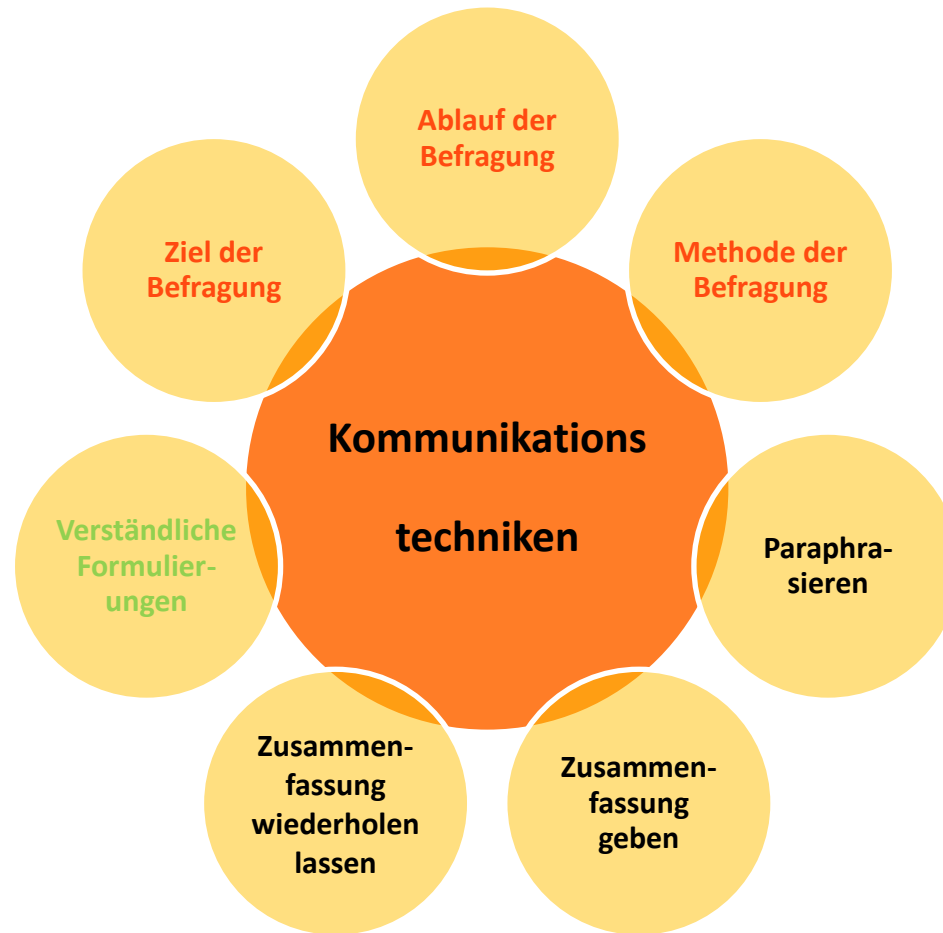 Ablauf der
Befragung
Ziel der
Befragung
Methode der
Befragung
Kommunikations
techniken
Verständliche
Formulier-
ungen
Paraphra-
sieren
Zusammen-
fassung
wiederholen
lassen
Zusammen-
fassung
geben